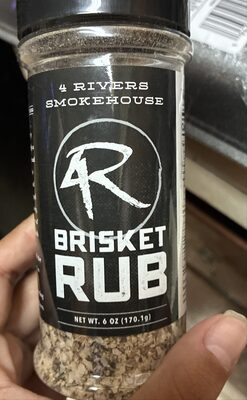 4 RIVERS
SMOKEHOUSE
4R
BRISKET
RUB
NET WT. 6 OZ (170.1g)